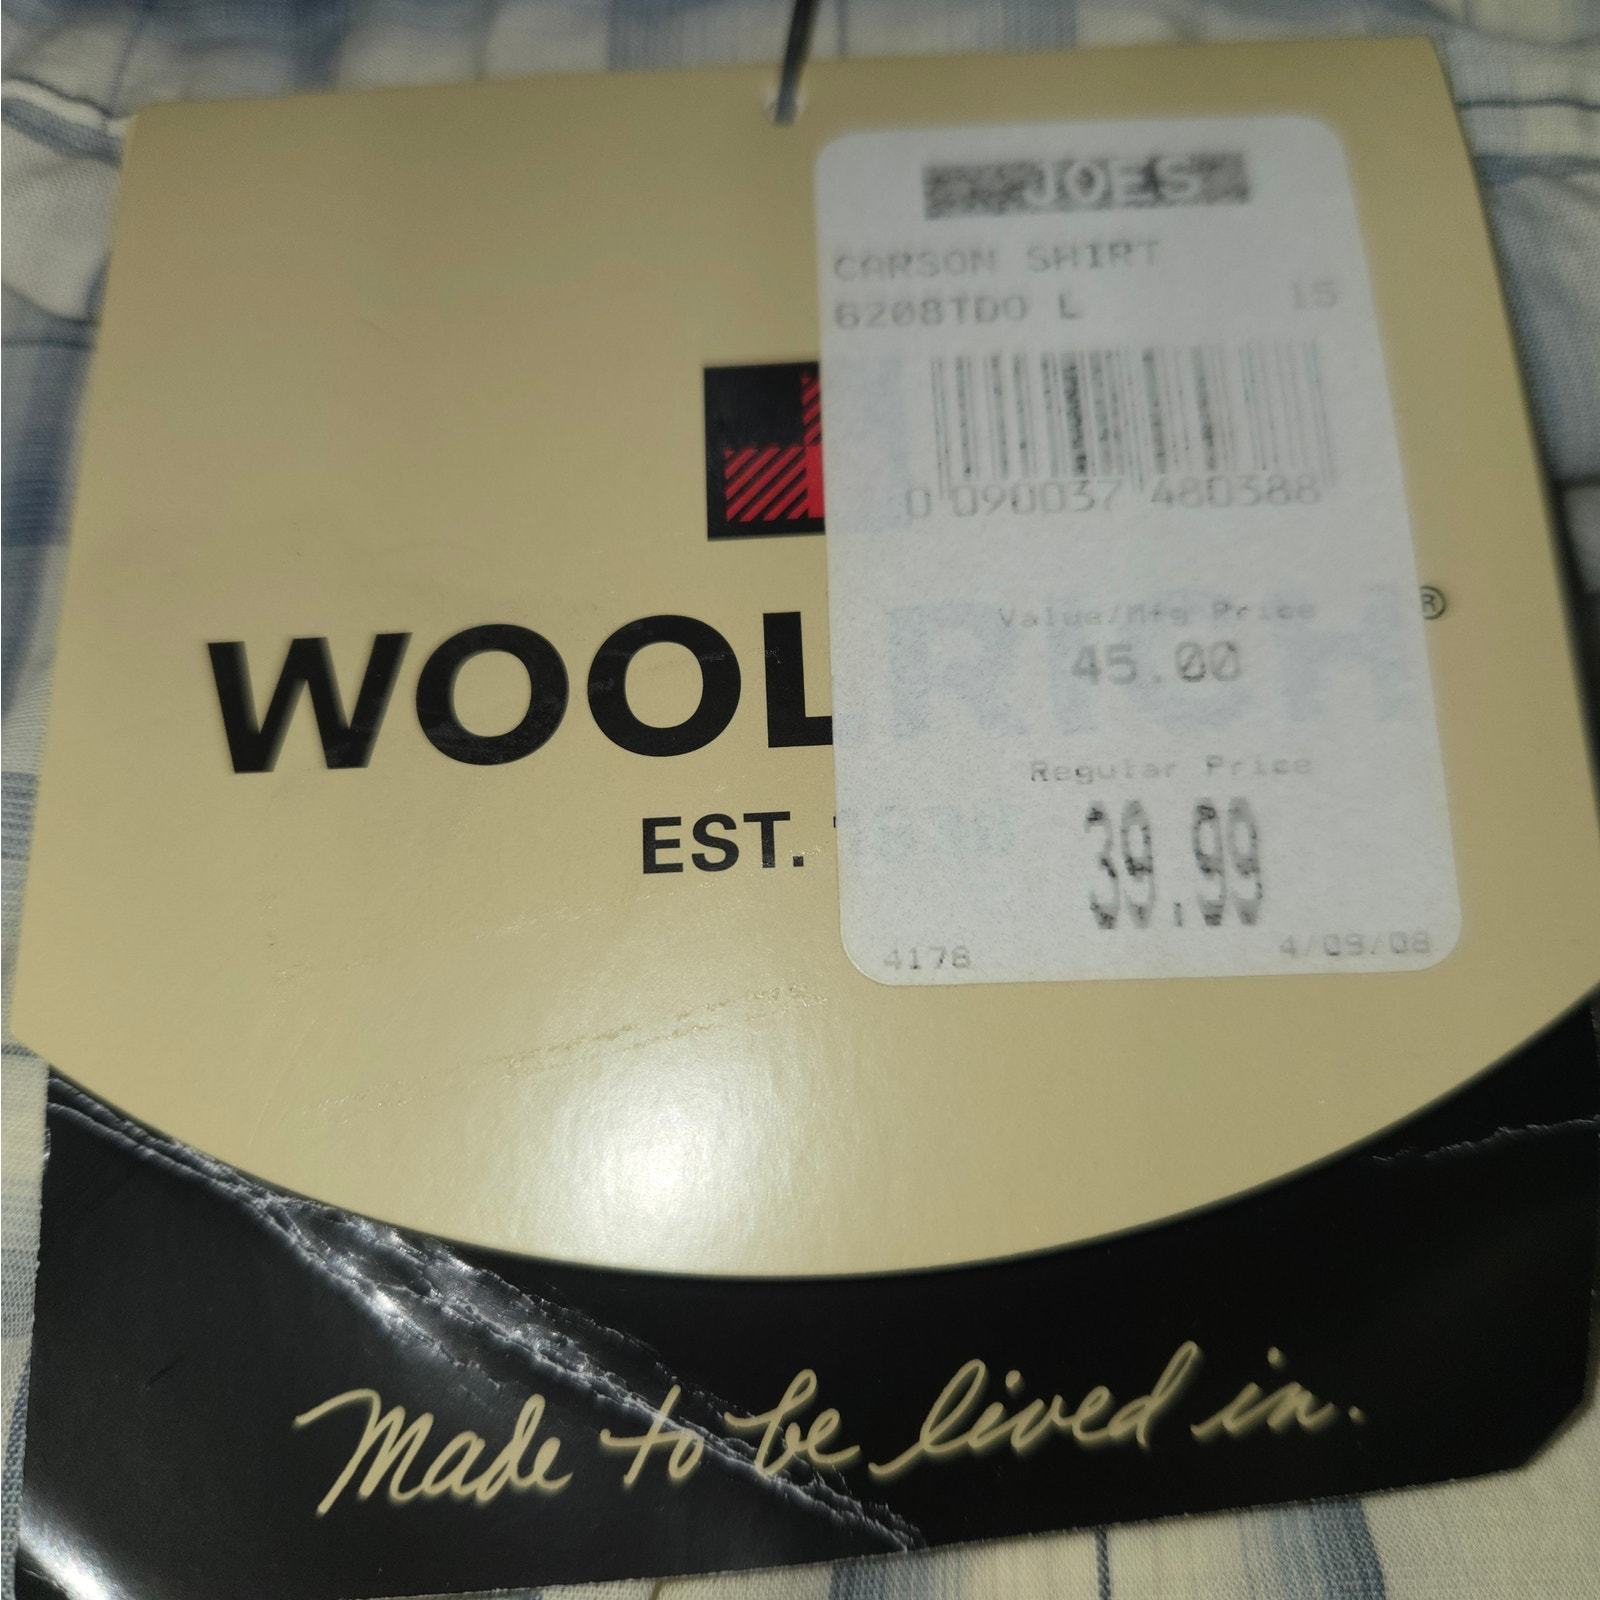 JOES
CARSON SHIRT
6208TDO L 15
0 090037 480388
Value/Mfg Price
45.00
Regular Price
39.99
4178 4/09/08
WOOLRICH®
EST.
Made to be lived in.